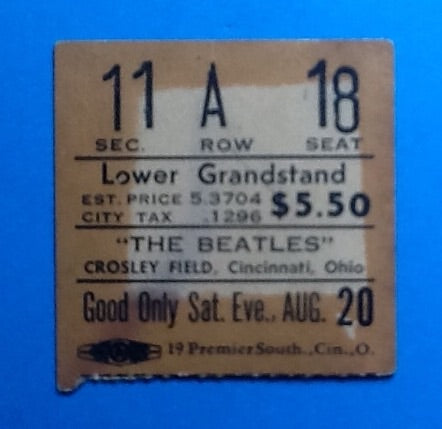 11 A 18
SEC. ROW SEAT
Lower Grandstand
EST. PRICE 5.3704 $5.50
CITY TAX .1296
"THE BEATLES"
CROSLEY FIELD, Cincinnati, Ohio
Good Only Sat. Eve., AUG. 20
19 Premier South., Cin., O.